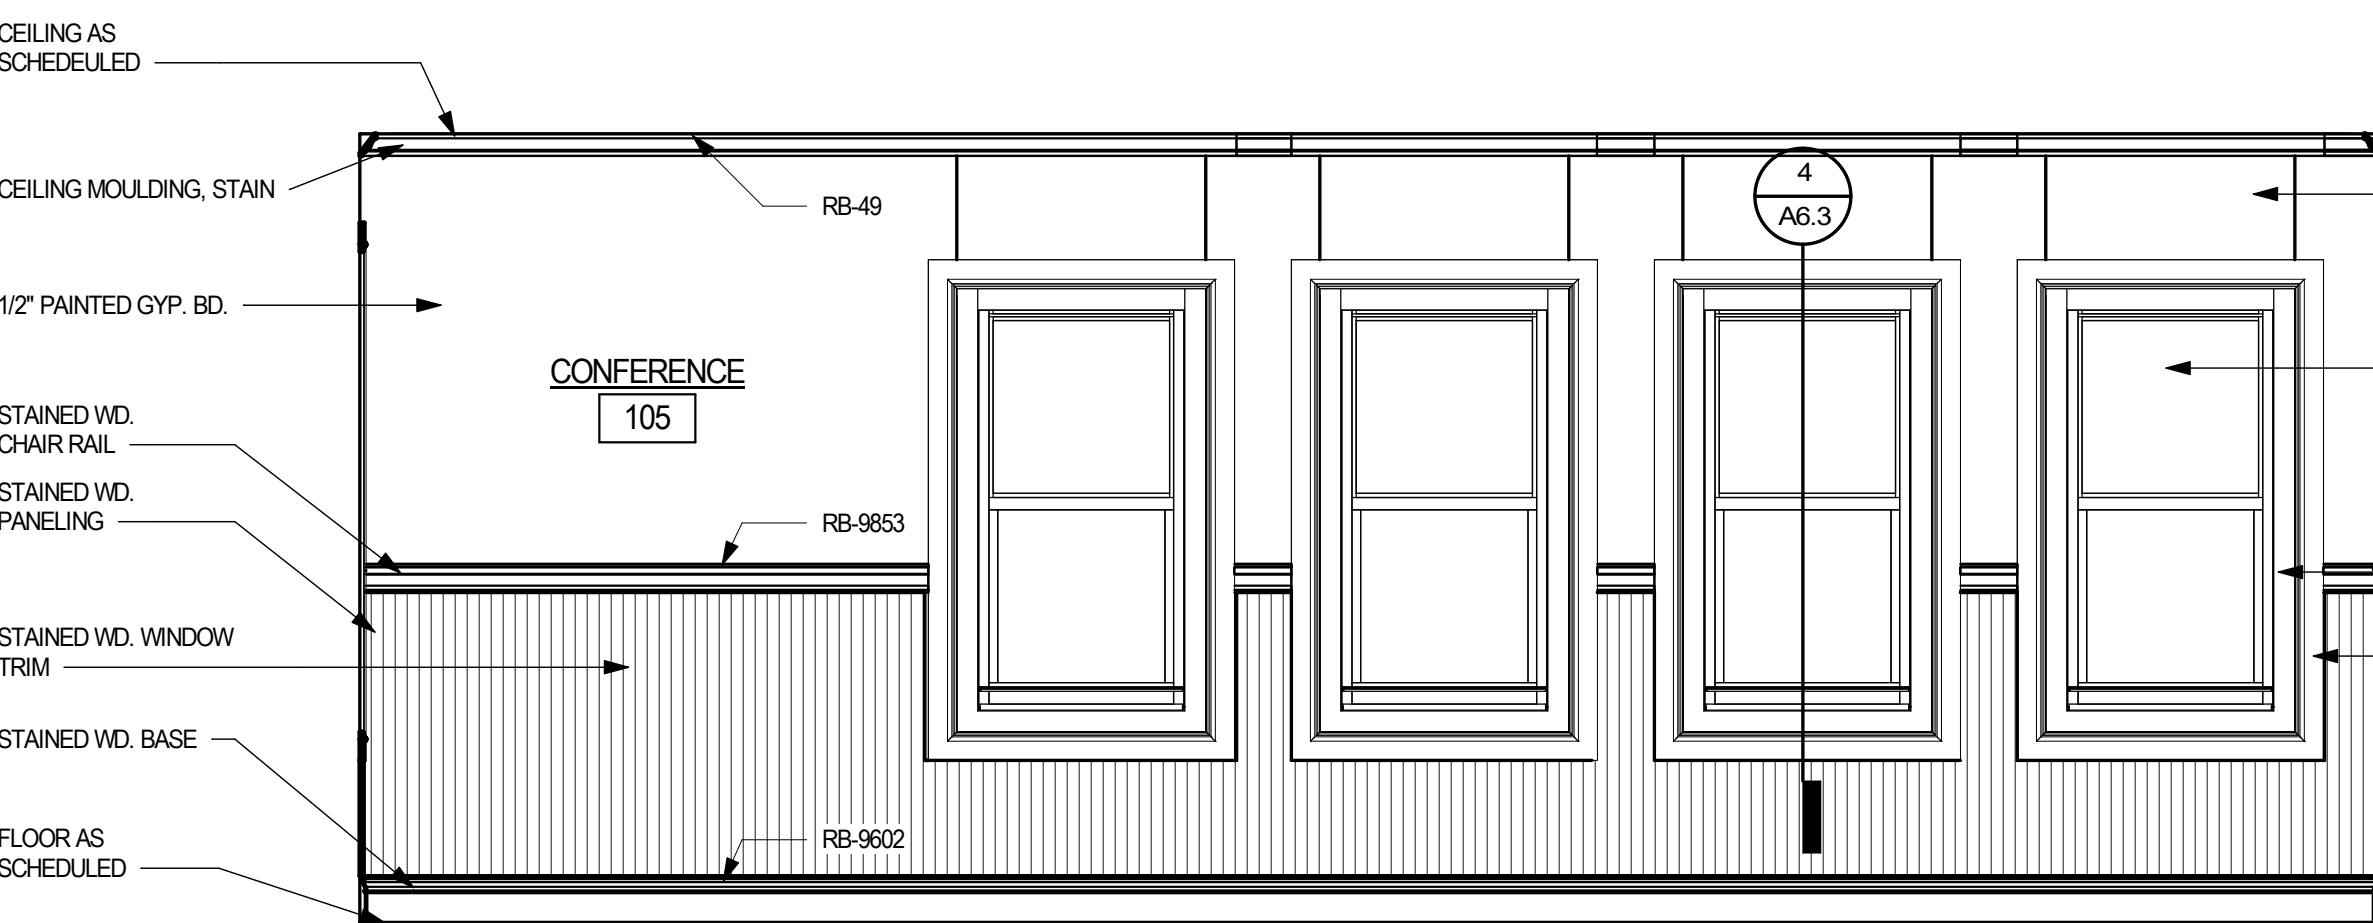 CEILING AS
SCHEDEULED
CEILING MOULDING, STAIN
RB-49
4
A6.3
1/2" PAINTED GYP. BD.
CONFERENCE
105
STAINED WD.
CHAIR RAIL
STAINED WD.
PANELING
RB-9853
STAINED WD. WINDOW
TRIM
STAINED WD. BASE
FLOOR AS
SCHEDULED
RB-9602